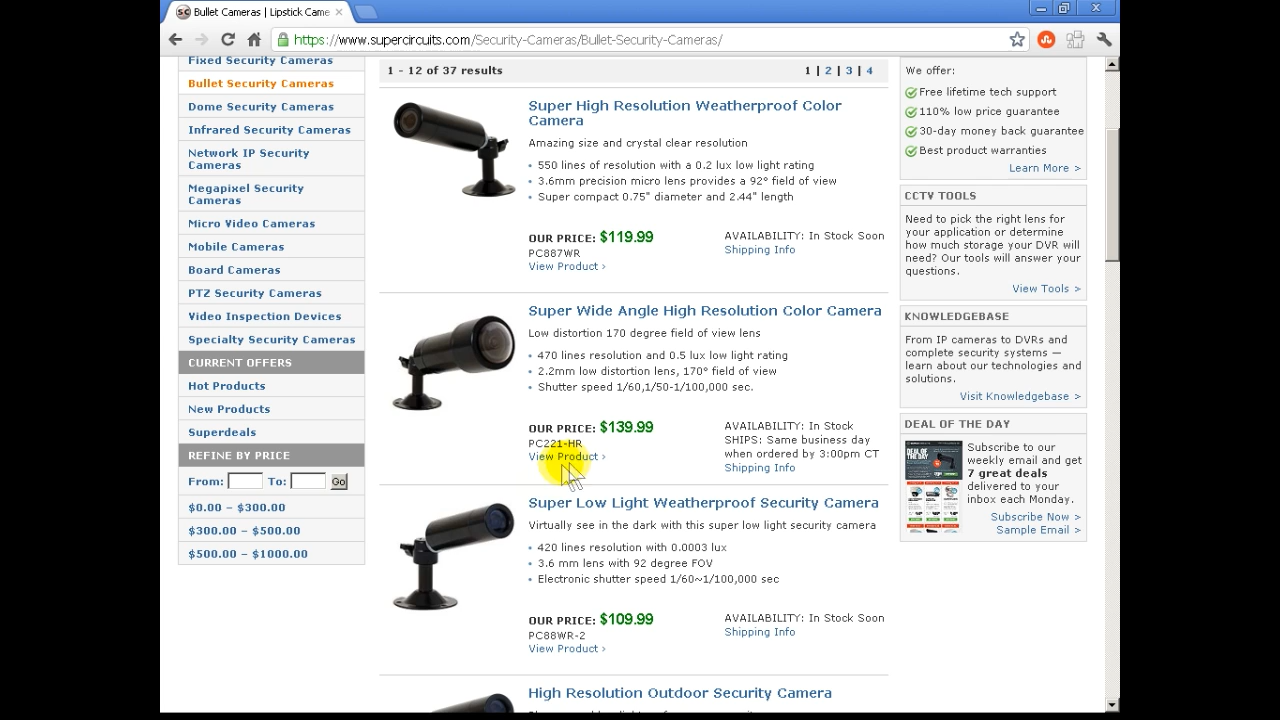 Bullet Cameras | Lipstick Came
https://www.supercircuits.com/Security-Cameras/Bullet-Security-Cameras/
Fixed Security Cameras
Bullet Security Cameras
Dome Security Cameras
Infrared Security Cameras
Network IP Security
Cameras
Megapixel Security
Cameras
Micro Video Cameras
Mobile Cameras
Board Cameras
PTZ Security Cameras
Video Inspection Devices
Specialty Security Cameras
CURRENT OFFERS
Hot Products
New Products
Superdeals
REFINE BY PRICE
From: To: Go
$0.00 - $300.00
$300.00 - $500.00
$500.00 - $1000.00
1 - 12 of 37 results
1 | 2 | 3 | 4
Super High Resolution Weatherproof Color
Camera
Amazing size and crystal clear resolution
• 550 lines of resolution with a 0.2 lux low light rating
• 3.6mm precision micro lens provides a 92° field of view
• Super compact 0.75" diameter and 2.44" length
OUR PRICE: $119.99
PC887WR
View Product ›
AVAILABILITY: In Stock Soon
Shipping Info
Super Wide Angle High Resolution Color Camera
Low distortion 170 degree field of view lens
• 470 lines resolution and 0.5 lux low light rating
• 2.2mm low distortion lens, 170° field of view
• Shutter speed 1/60,1/50-1/100,000 sec.
OUR PRICE: $139.99
PC221-HR
View Product ›
AVAILABILITY: In Stock
SHIPS: Same business day
when ordered by 3:00pm CT
Shipping Info
Super Low Light Weatherproof Security Camera
Virtually see in the dark with this super low light security camera
• 420 lines resolution with 0.0003 lux
• 3.6 mm lens with 92 degree FOV
• Electronic shutter speed 1/60~1/100,000 sec
OUR PRICE: $109.99
PC88WR-2
View Product ›
AVAILABILITY: In Stock Soon
Shipping Info
High Resolution Outdoor Security Camera
We offer:
Free lifetime tech support
110% low price guarantee
30-day money back guarantee
Best product warranties
Learn More >
CCTV TOOLS
Need to pick the right lens for
your application or determine
how much storage your DVR will
need? Our tools will answer your
questions.
View Tools >
KNOWLEDGEBASE
From IP cameras to DVRs and
complete security systems —
learn about our technologies and
solutions.
Visit Knowledgebase >
DEAL OF THE DAY
Subscribe to our
weekly email and get
7 great deals
delivered to your
inbox each Monday.
Subscribe Now >
Sample Email >